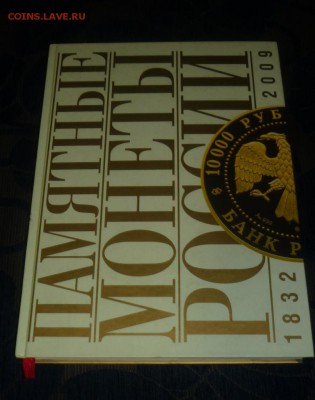 COINS.LAVE.RU
ПАМЯТНЫЕ
МОНЕТЫ
РОССИИ
1832 2009
10 000 РУБ
БАНК Р